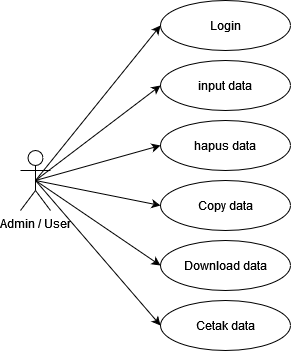 Login
input data
hapus data
Copy data
Admin / User
Download data
Cetak data